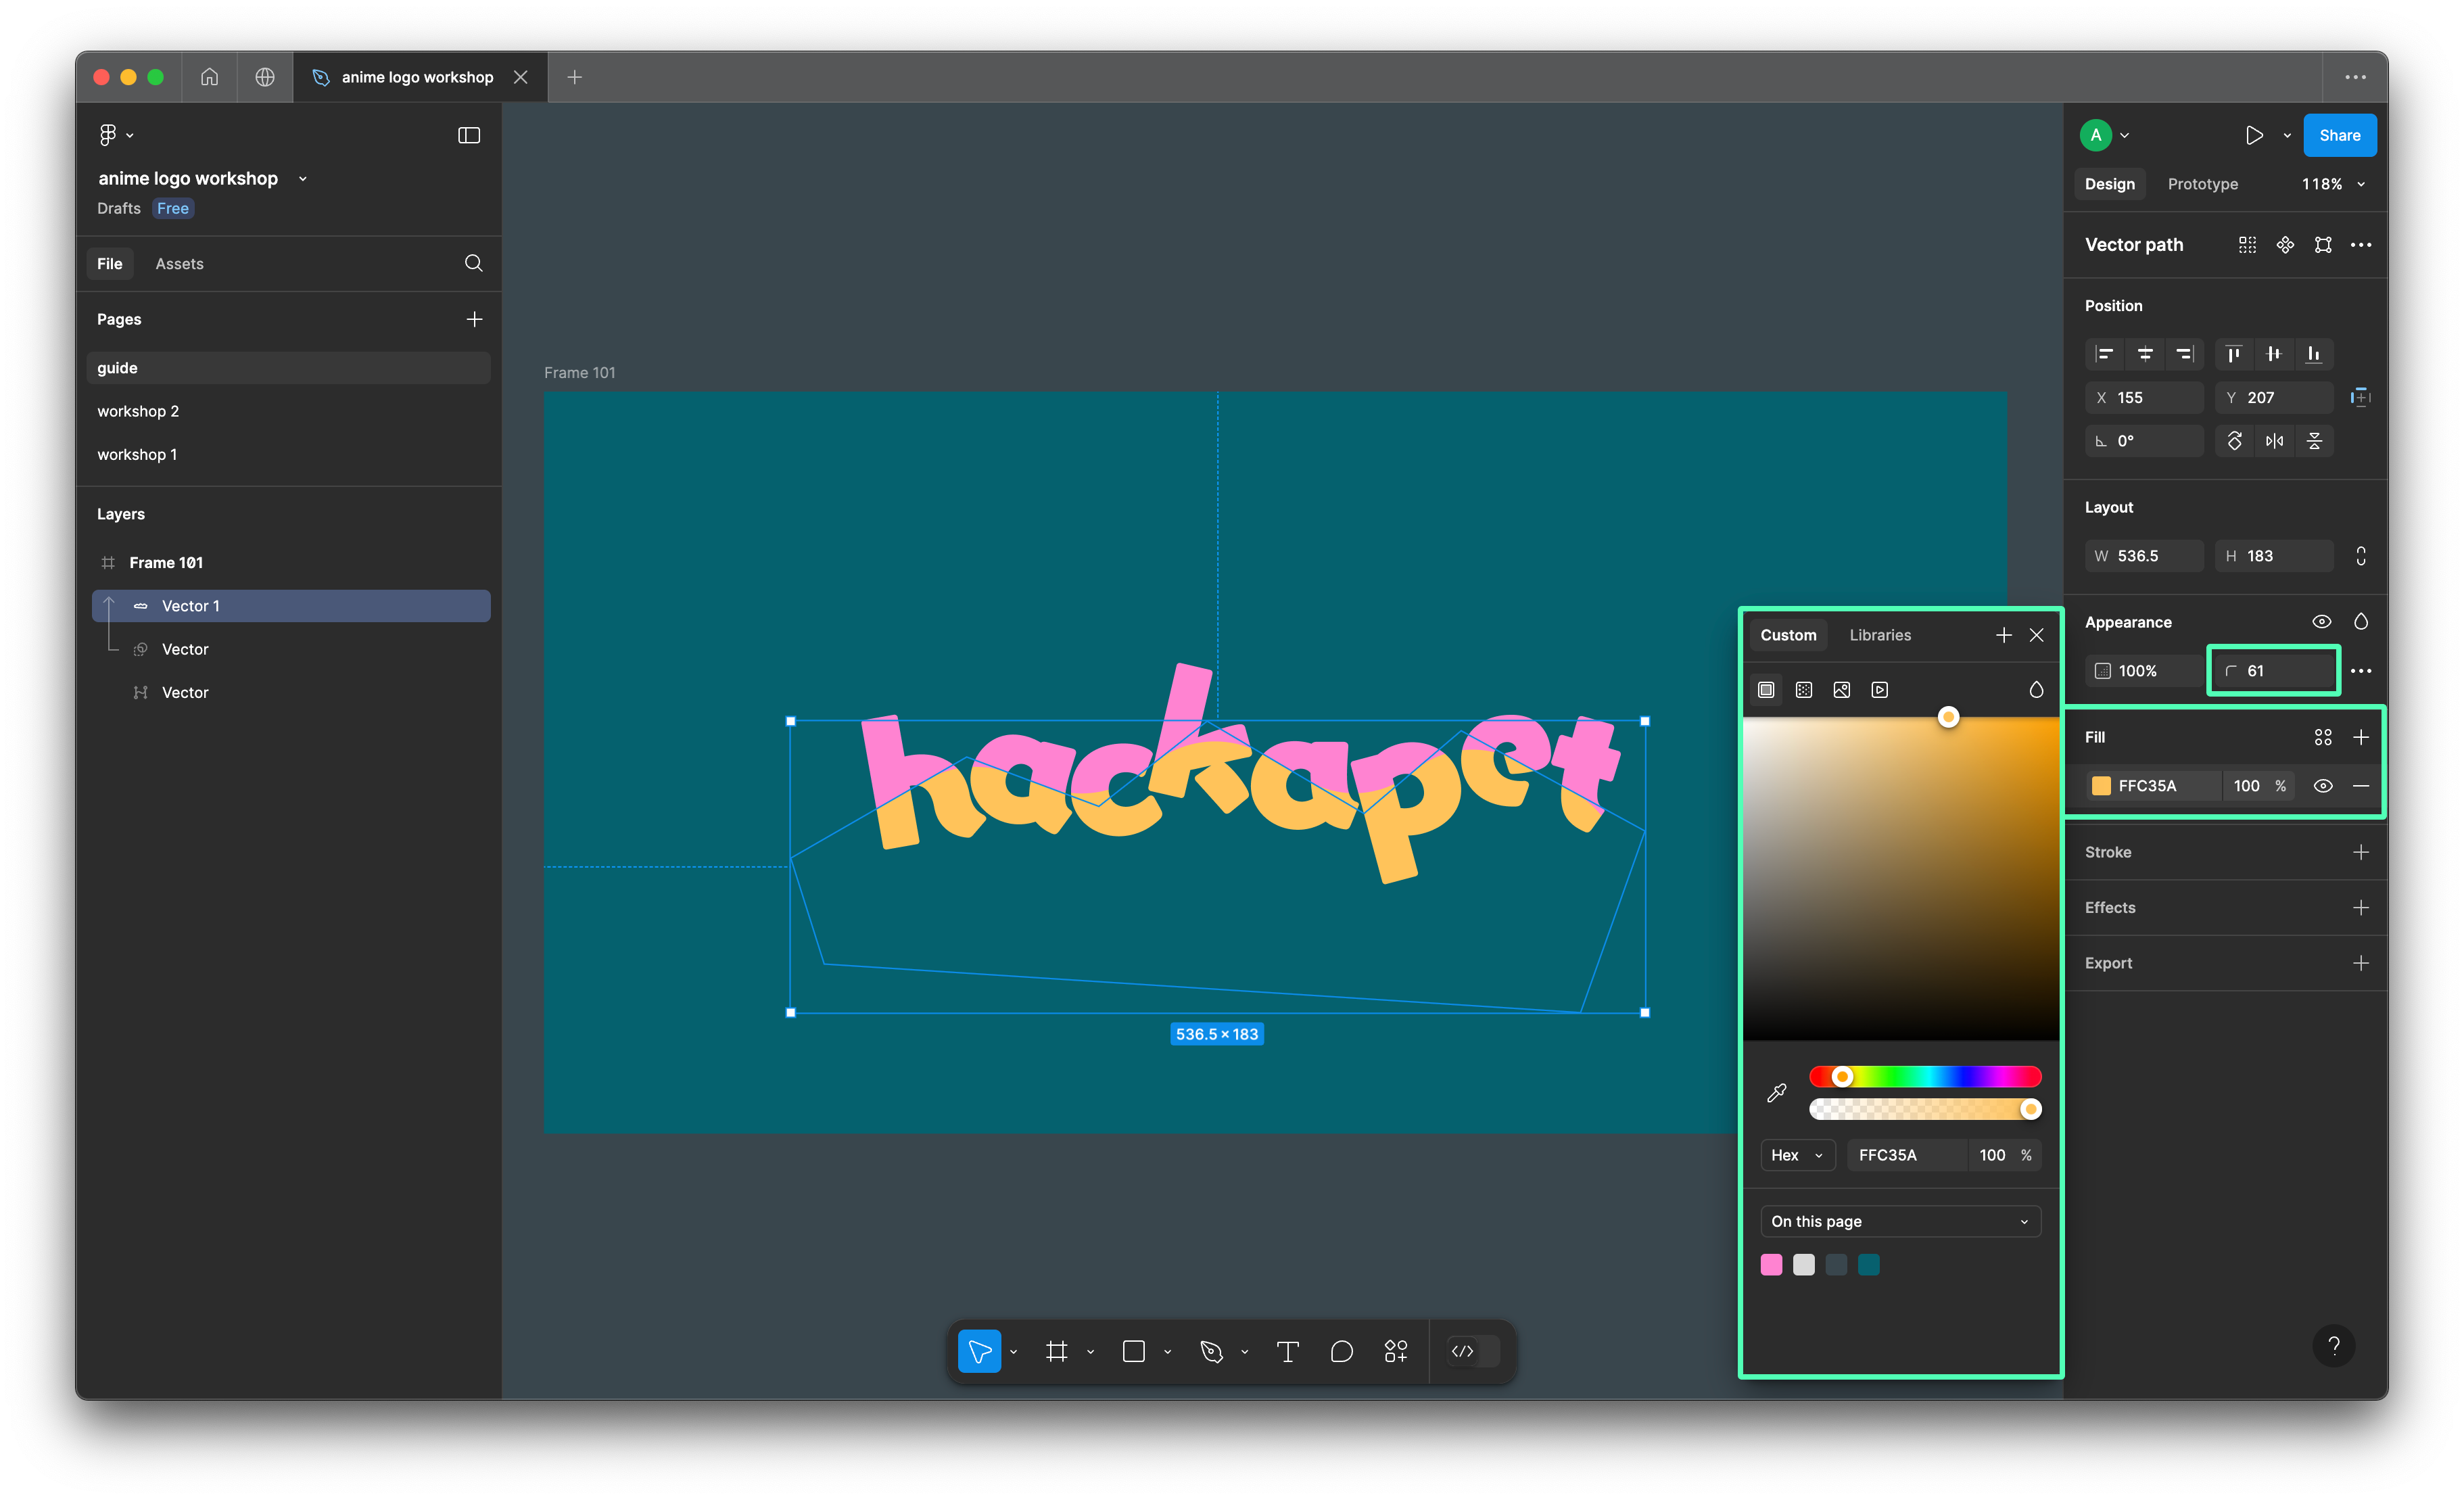 anime logo workshop
anime logo workshop
Drafts Free
File Assets
Pages
guide
workshop 2
workshop 1
Layers
Frame 101
Vector 1
Vector
Vector
Frame 101
hackapet
536.5 × 183
Custom Libraries
Hex FFC35A 100 %
On this page
A Share
Design Prototype 118%
Vector path
Position
X 155 Y 207
0°
Layout
W 536.5 H 183
Appearance
100% 61
Fill
FFC35A 100 %
Stroke
Effects
Export
?